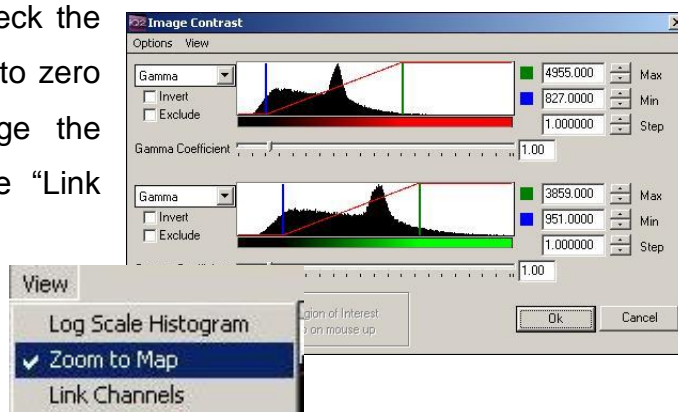 eck the
to zero
ge the
e “Link
Image Contrast
Options View
Gamma
Invert
Exclude
Gamma Coefficient
1.00
4955.000 Max
827.0000 Min
1.000000 Step
Gamma
Invert
Exclude
1.00
3859.000 Max
951.0000 Min
1.000000 Step
gion of Interest
on mouse up
Ok Cancel
View
Log Scale Histogram
Zoom to Map
Link Channels